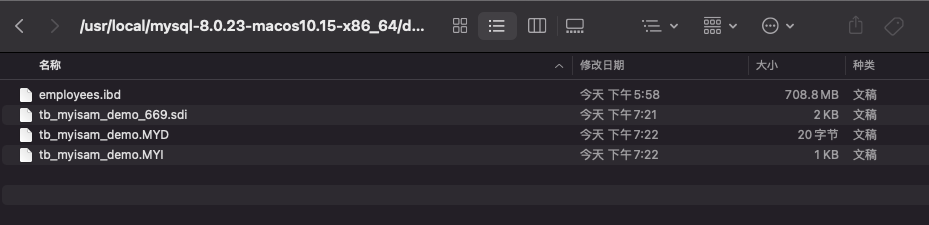 /usr/local/mysql-8.0.23-macos10.15-x86_64/d...
名称 修改日期 大小 种类
employees.ibd 今天 下午5:58 708.8 MB 文稿
tb_myisam_demo_669.sdi 今天 下午7:21 2 KB 文稿
tb_myisam_demo.MYD 今天 下午7:22 20 字节 文稿
tb_myisam_demo.MYI 今天 下午7:22 1 KB 文稿